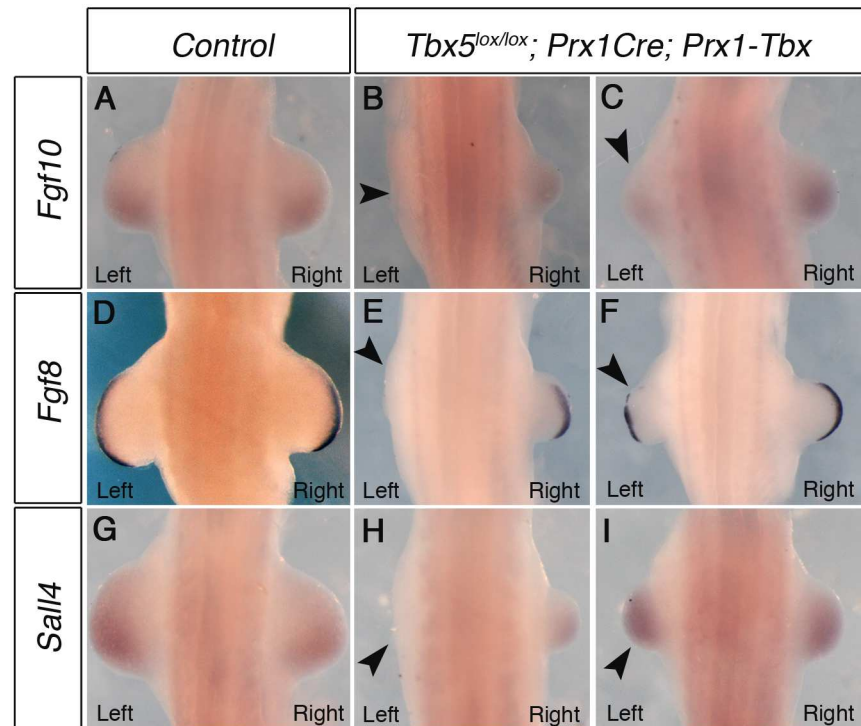 Control
Tbx5lox/lox; Prx1Cre; Prx1-Tbx
Fgf10
A
Left
Right
B
Left
Right
C
Left
Right
Fgf8
D
Left
Right
E
Left
Right
F
Left
Right
Sall4
G
Left
Right
H
Left
Right
I
Left
Right